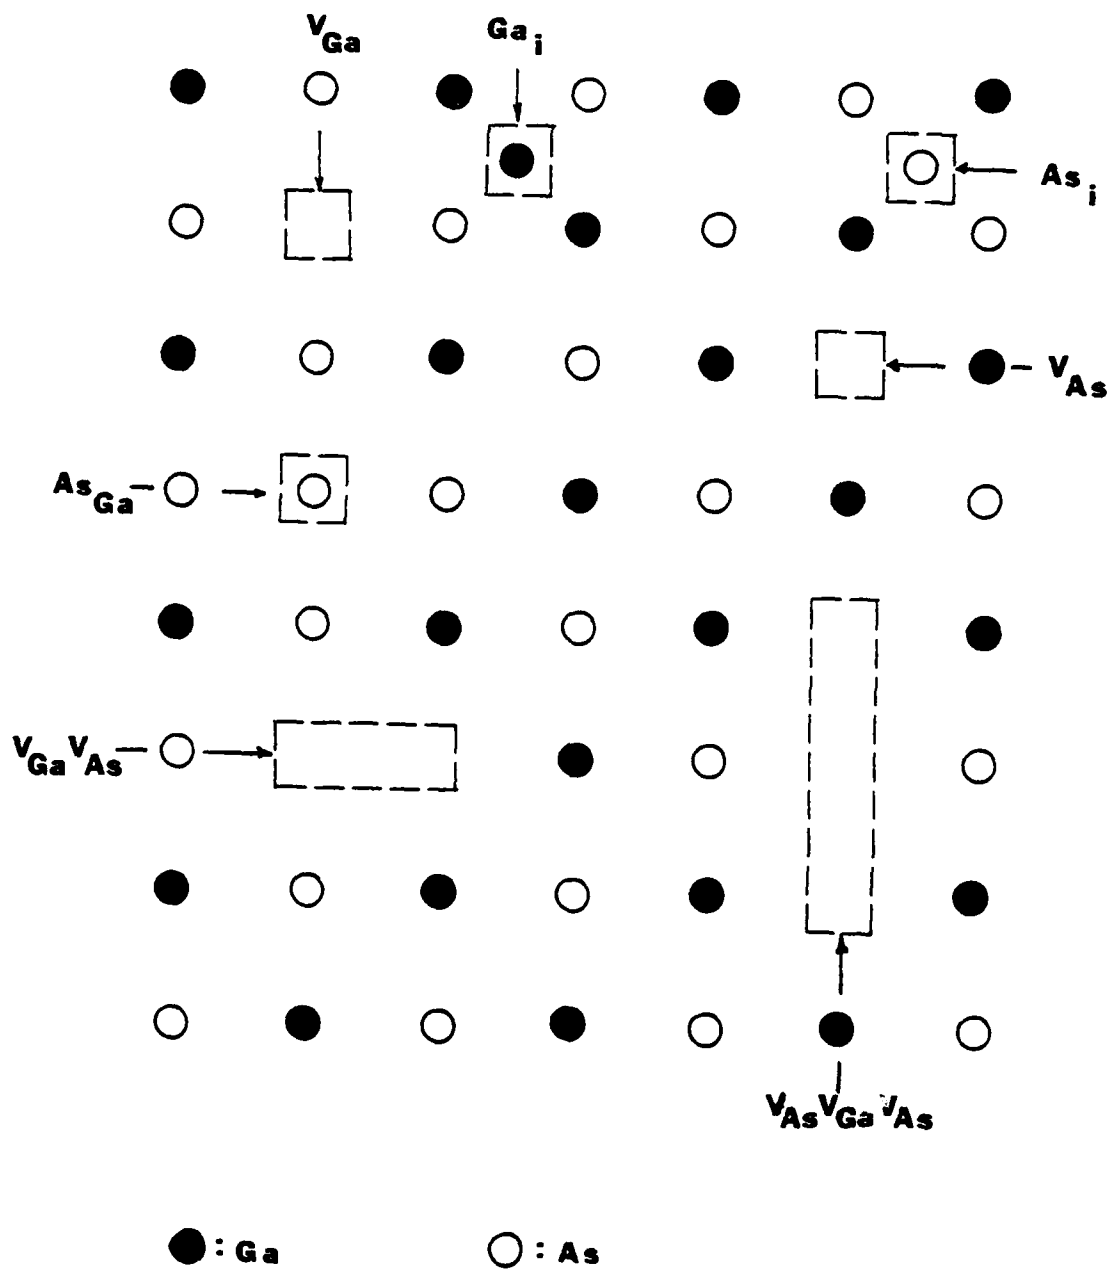 V_Ga
Ga_i
As_i
V_As
As_Ga
V_Ga V_As
V_As V_Ga V_As
: Ga
: As